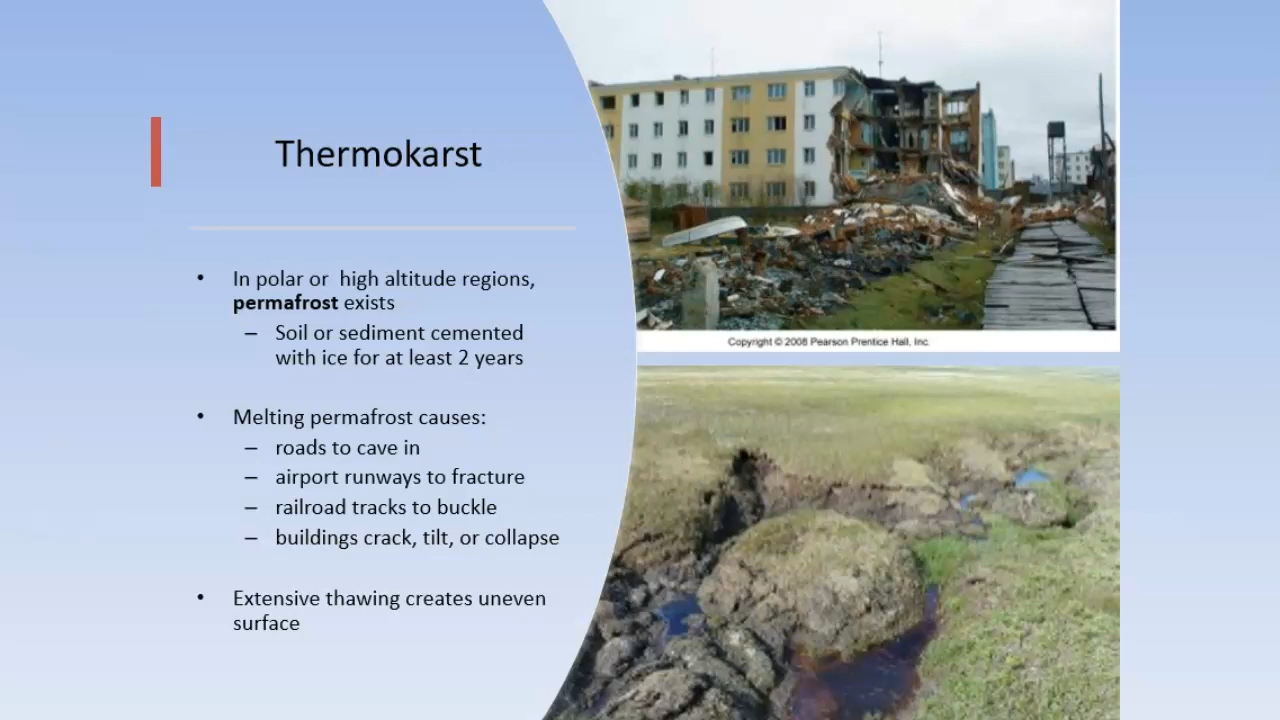 Thermokarst
• In polar or  high altitude regions,
permafrost exists
– Soil or sediment cemented
with ice for at least 2 years
• Melting permafrost causes:
– roads to cave in
– airport runways to fracture
– railroad tracks to buckle
– buildings crack, tilt, or collapse
• Extensive thawing creates uneven
surface
Copyright © 2008 Pearson Prentice Hall, Inc.